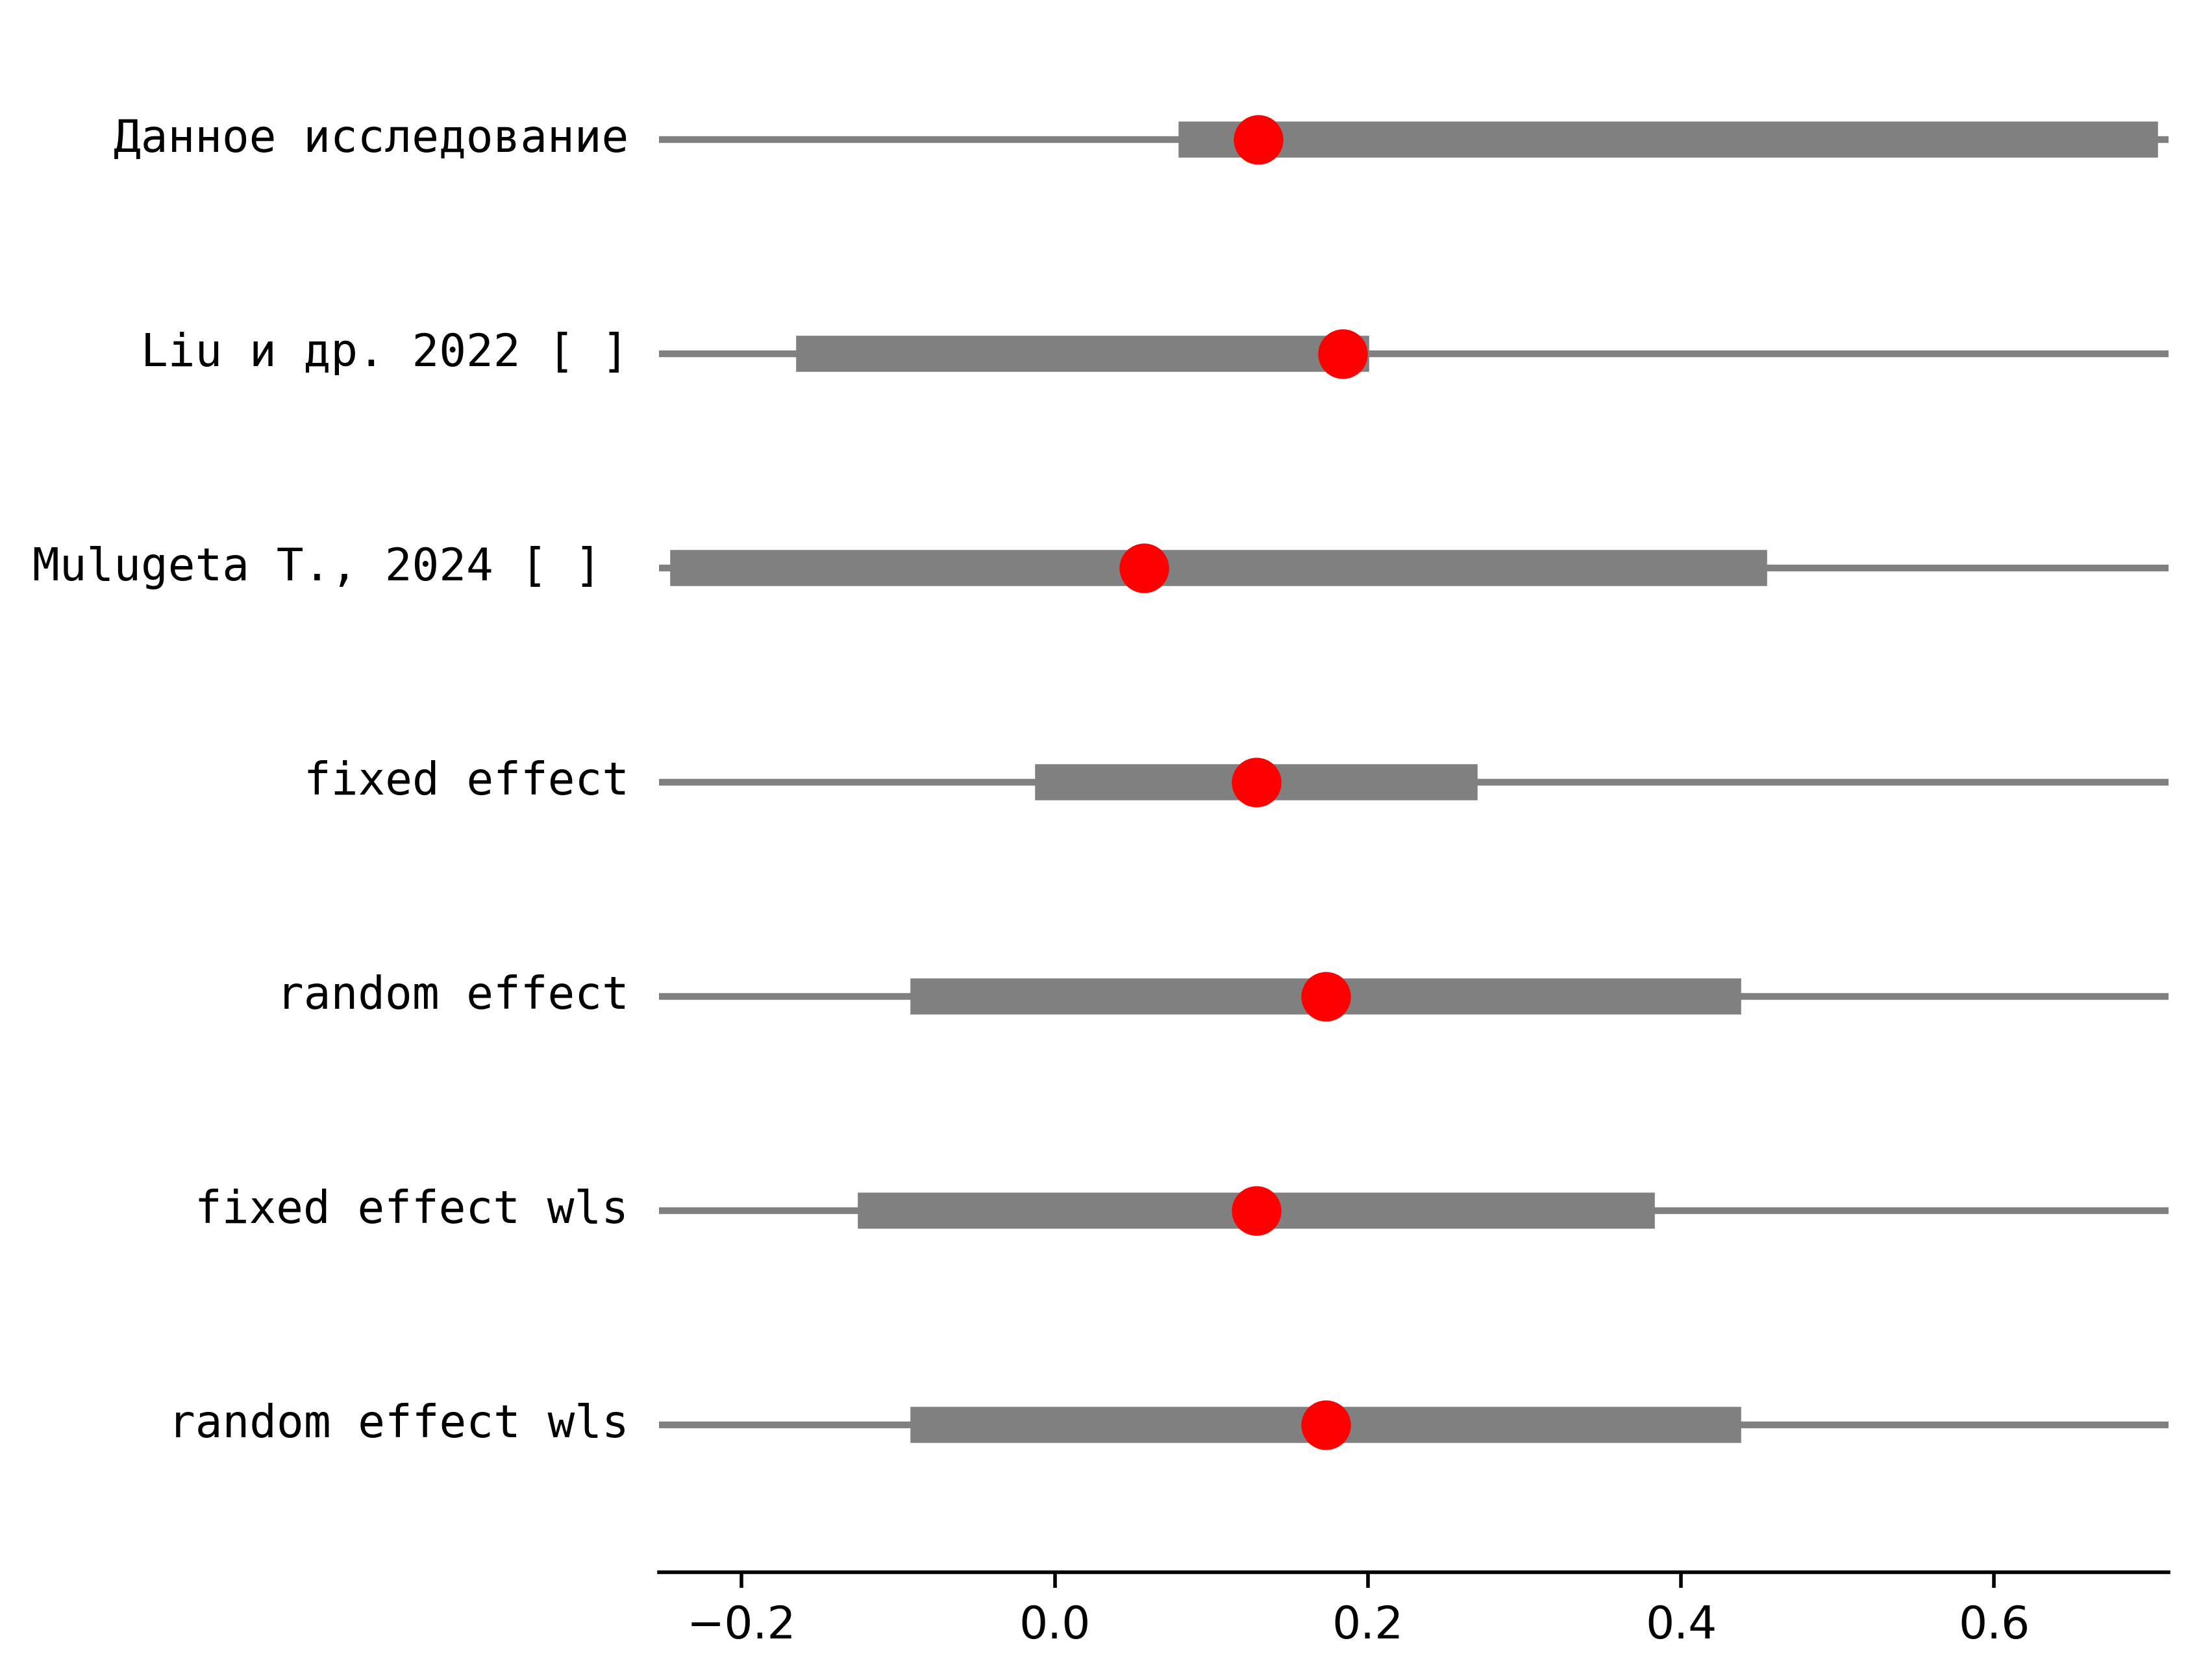 Данное исследование
Liu и др. 2022 [ ]
Mulugeta T., 2024 [ ]
fixed effect
random effect
fixed effect wls
random effect wls
−0.2 0.0 0.2 0.4 0.6